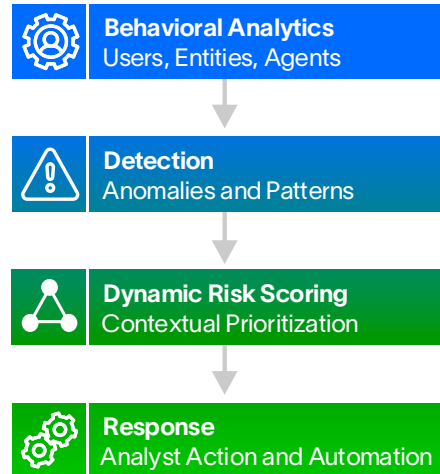 Behavioral Analytics
Users, Entities, Agents
Detection
Anomalies and Patterns
Dynamic Risk Scoring
Contextual Prioritization
Response
Analyst Action and Automation